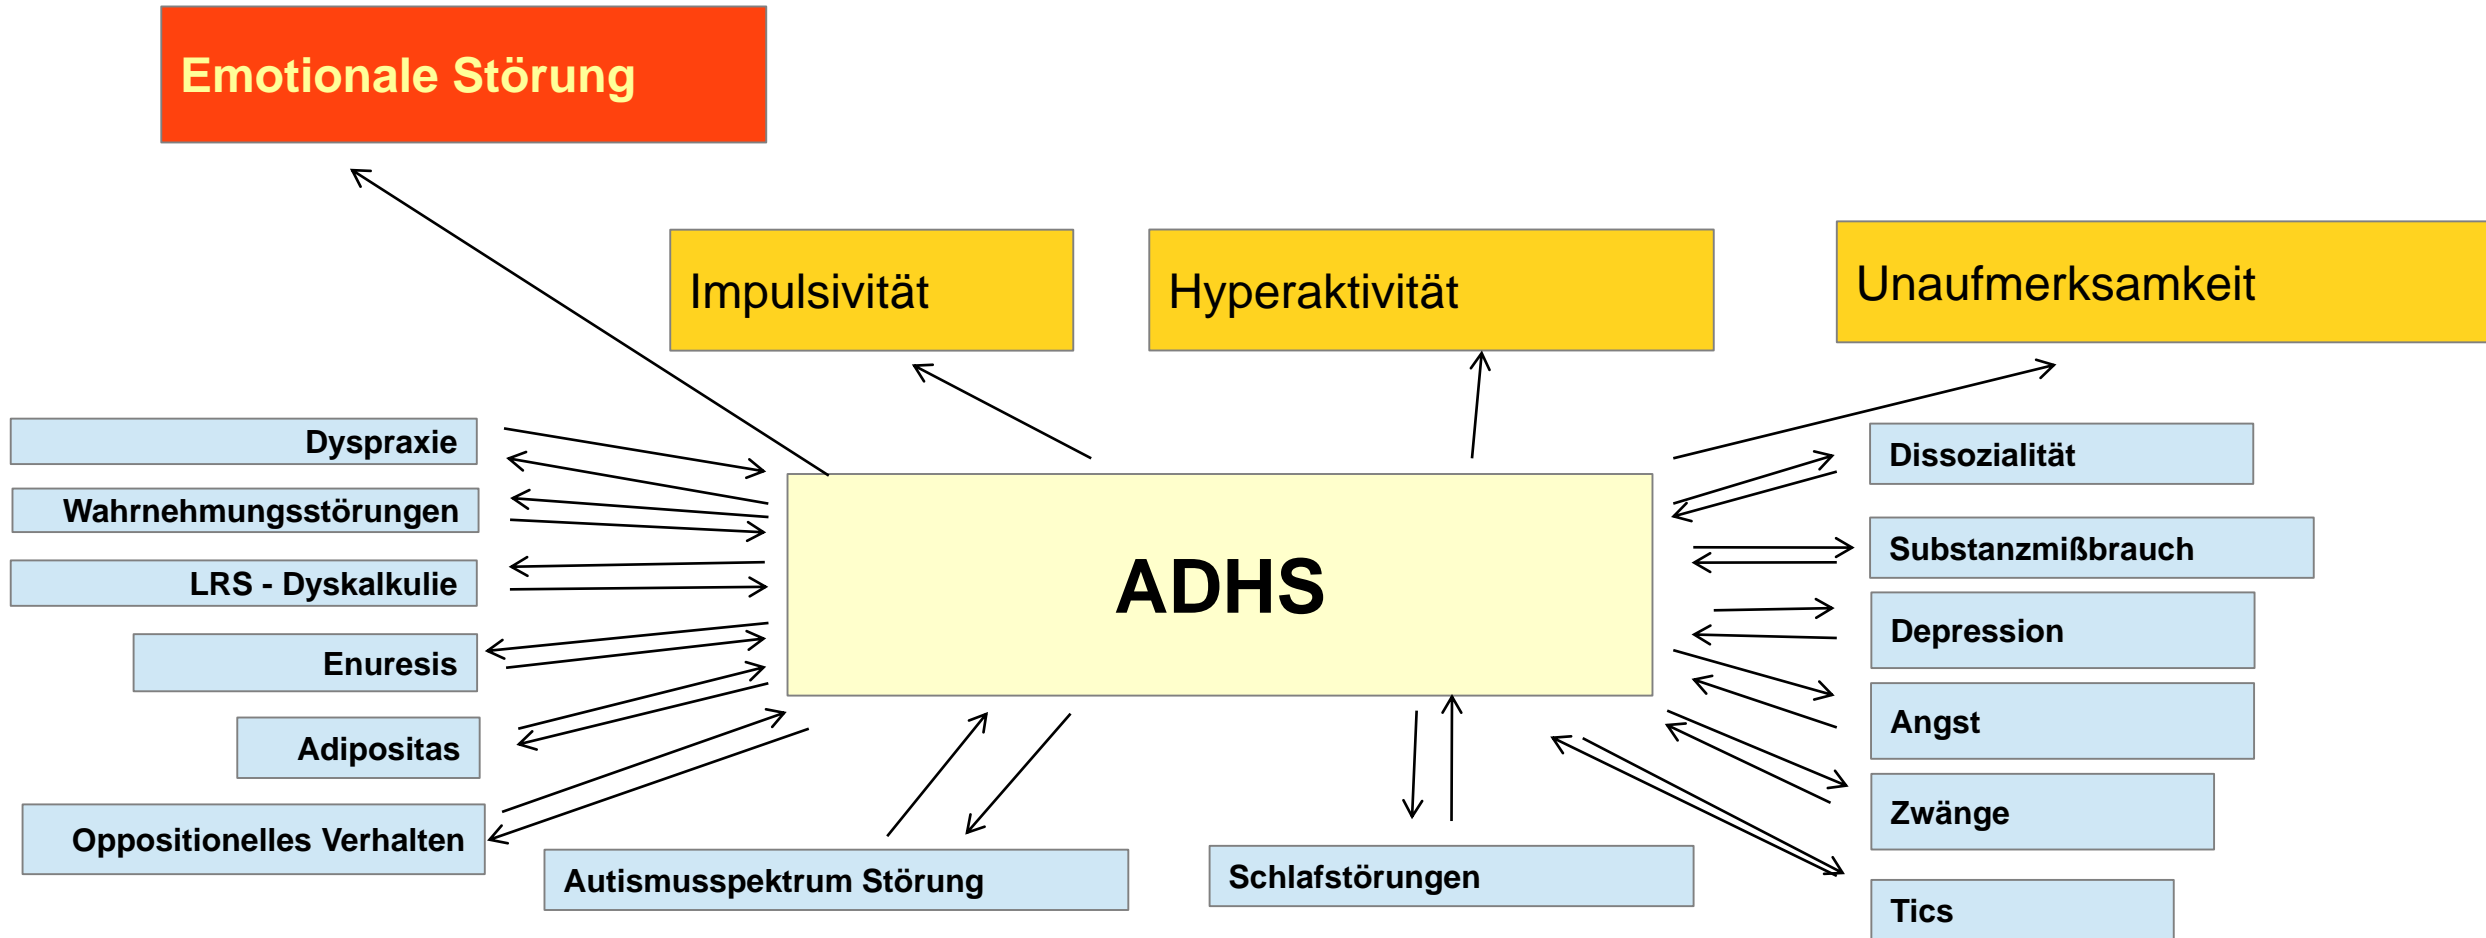 Emotionale Störung
Impulsivität
Hyperaktivität
Unaufmerksamkeit
Dyspraxie
Wahrnehmungsstörungen
LRS - Dyskalkulie
Enuresis
Adipositas
Oppositionelles Verhalten
ADHS
Autismusspektrum Störung
Schlafstörungen
Dissozialität
Substanzmißbrauch
Depression
Angst
Zwänge
Tics